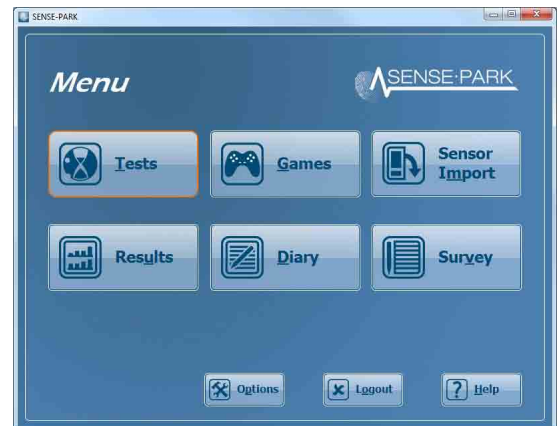 SENSE-PARK
Menu
SENSE·PARK
Tests
Games
Sensor
Import
Results
Diary
Survey
Options
Logout
Help